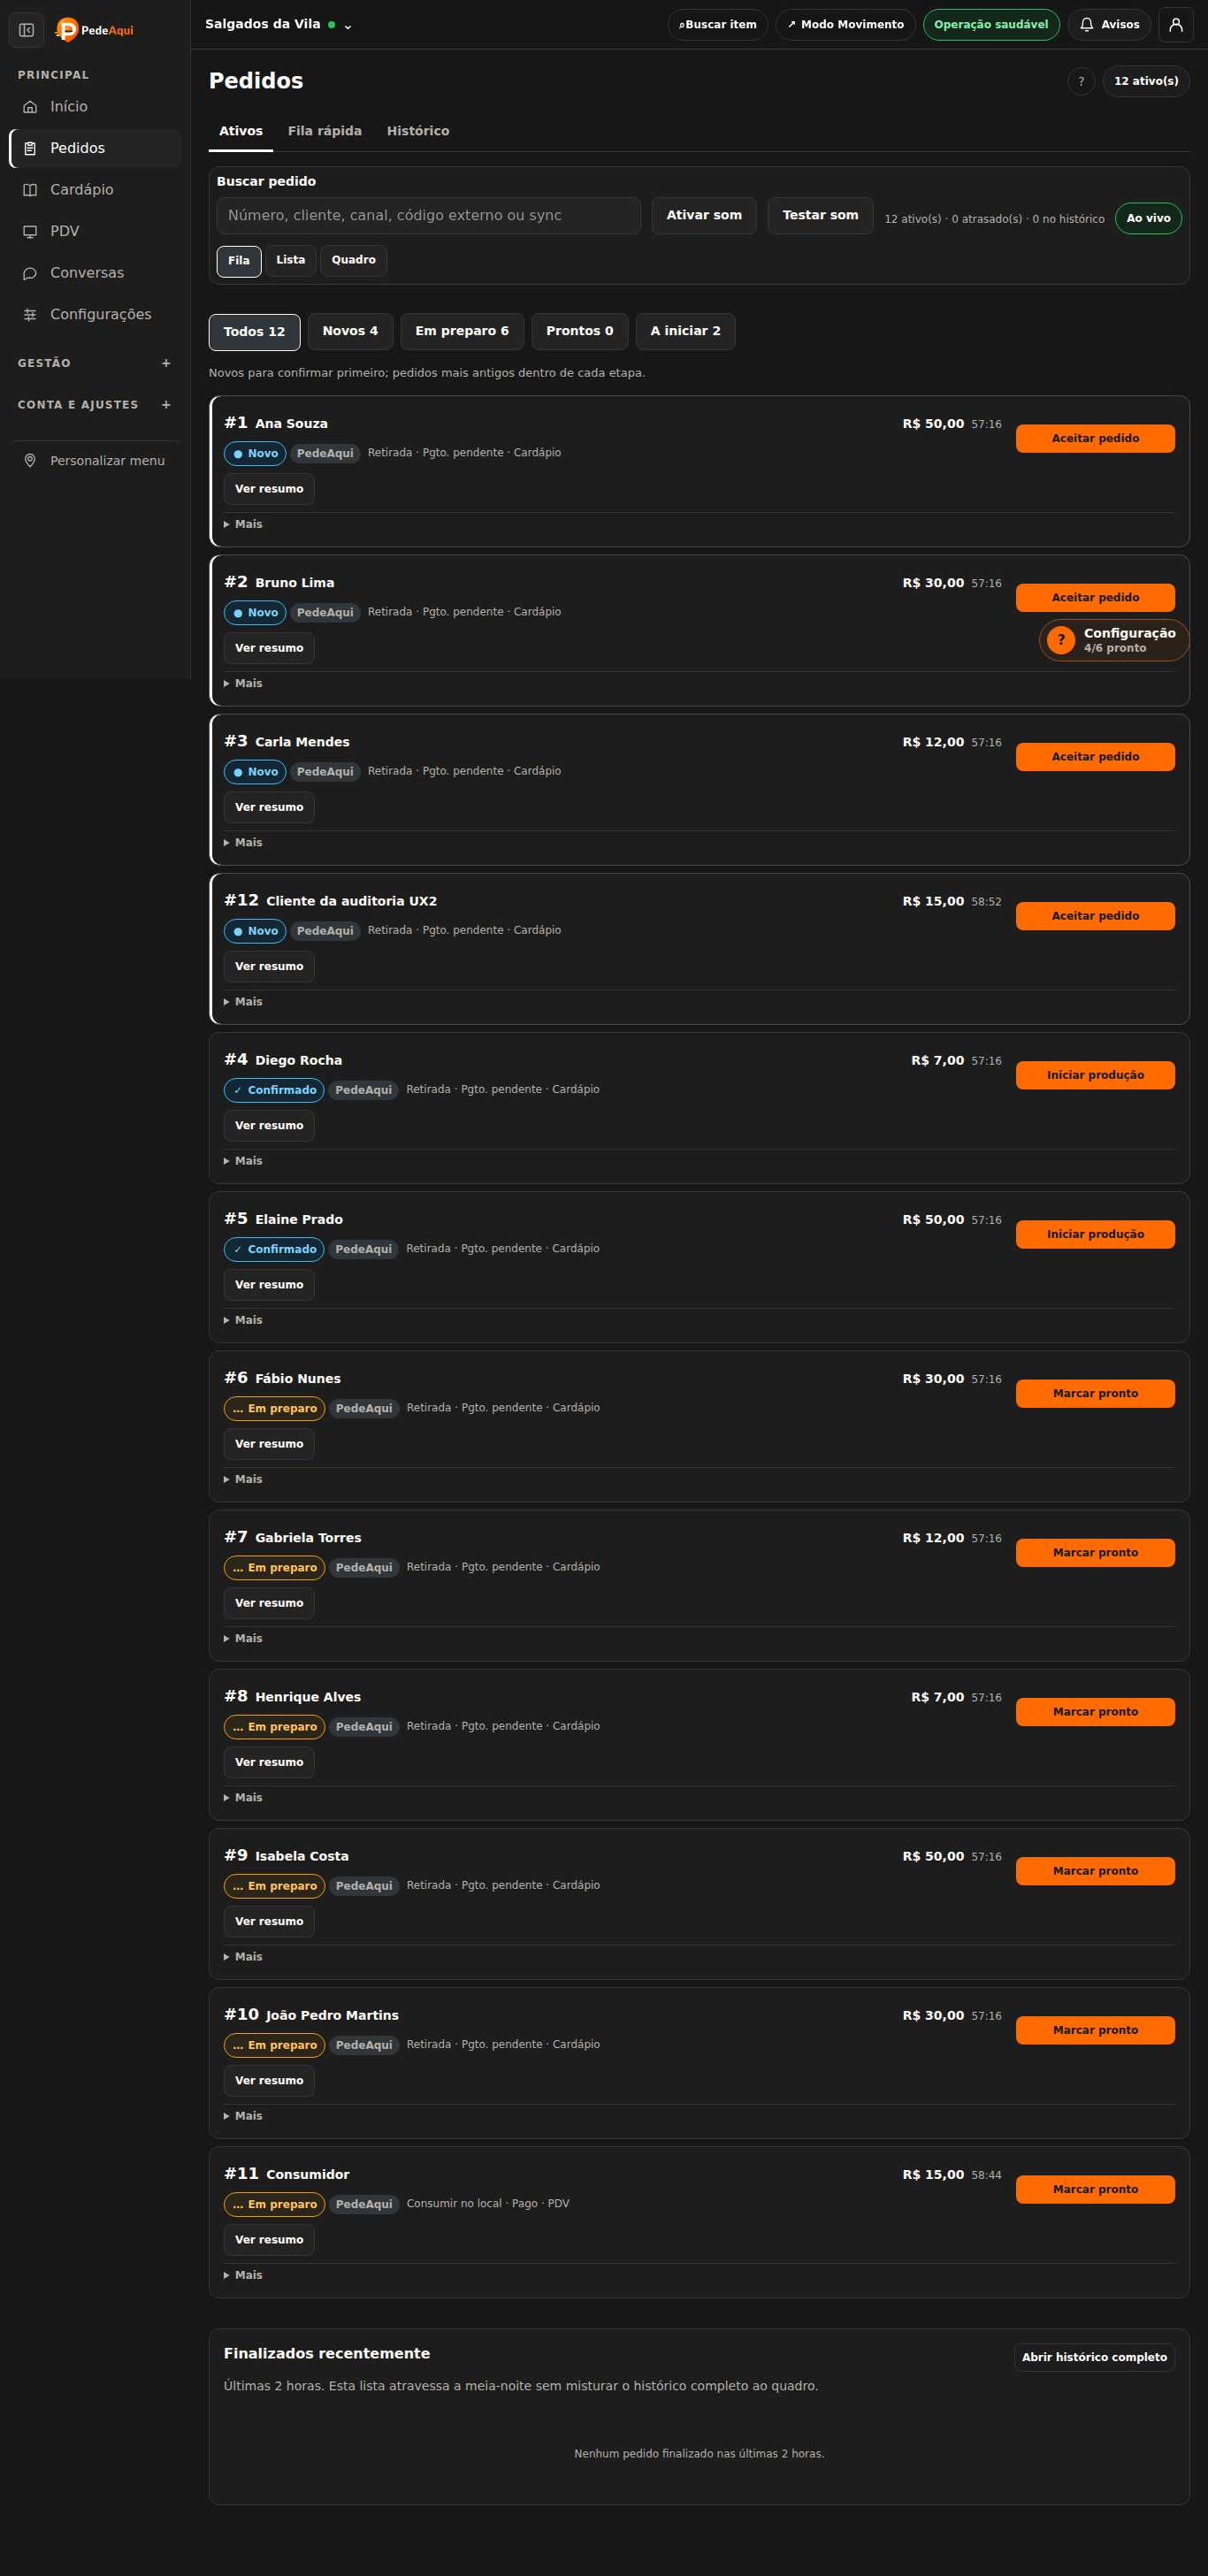 PedeAqui
Salgados da Vila
Buscar item
Modo Movimento
Operação saudável
Avisos
PRINCIPAL
Início
Pedidos
Cardápio
PDV
Conversas
Configurações
GESTÃO +
CONTA E AJUSTES +
Personalizar menu
Pedidos
?
12 ativo(s)
Ativos
Fila rápida
Histórico
Buscar pedido
Número, cliente, canal, código externo ou sync
Ativar som
Testar som
12 ativo(s) · 0 atrasado(s) · 0 no histórico
Ao vivo
Fila
Lista
Quadro
Todos 12
Novos 4
Em preparo 6
Prontos 0
A iniciar 2
Novos para confirmar primeiro; pedidos mais antigos dentro de cada etapa.
#1 Ana Souza R$ 50,00 57:16
Aceitar pedido
● Novo PedeAqui Retirada · Pgto. pendente · Cardápio
Ver resumo
Mais
#2 Bruno Lima R$ 30,00 57:16
Aceitar pedido
● Novo PedeAqui Retirada · Pgto. pendente · Cardápio
? Configuração
4/6 pronto
Ver resumo
Mais
#3 Carla Mendes R$ 12,00 57:16
Aceitar pedido
● Novo PedeAqui Retirada · Pgto. pendente · Cardápio
Ver resumo
Mais
#12 Cliente da auditoria UX2 R$ 15,00 58:52
Aceitar pedido
● Novo PedeAqui Retirada · Pgto. pendente · Cardápio
Ver resumo
Mais
#4 Diego Rocha R$ 7,00 57:16
Iniciar produção
✓ Confirmado PedeAqui Retirada · Pgto. pendente · Cardápio
Ver resumo
Mais
#5 Elaine Prado R$ 50,00 57:16
Iniciar produção
✓ Confirmado PedeAqui Retirada · Pgto. pendente · Cardápio
Ver resumo
Mais
#6 Fábio Nunes R$ 30,00 57:16
Marcar pronto
… Em preparo PedeAqui Retirada · Pgto. pendente · Cardápio
Ver resumo
Mais
#7 Gabriela Torres R$ 12,00 57:16
Marcar pronto
… Em preparo PedeAqui Retirada · Pgto. pendente · Cardápio
Ver resumo
Mais
#8 Henrique Alves R$ 7,00 57:16
Marcar pronto
… Em preparo PedeAqui Retirada · Pgto. pendente · Cardápio
Ver resumo
Mais
#9 Isabela Costa R$ 50,00 57:16
Marcar pronto
… Em preparo PedeAqui Retirada · Pgto. pendente · Cardápio
Ver resumo
Mais
#10 João Pedro Martins R$ 30,00 57:16
Marcar pronto
… Em preparo PedeAqui Retirada · Pgto. pendente · Cardápio
Ver resumo
Mais
#11 Consumidor R$ 15,00 58:44
Marcar pronto
… Em preparo PedeAqui Consumir no local · Pago · PDV
Ver resumo
Mais
Finalizados recentemente
Abrir histórico completo
Últimas 2 horas. Esta lista atravessa a meia-noite sem misturar o histórico completo ao quadro.
Nenhum pedido finalizado nas últimas 2 horas.